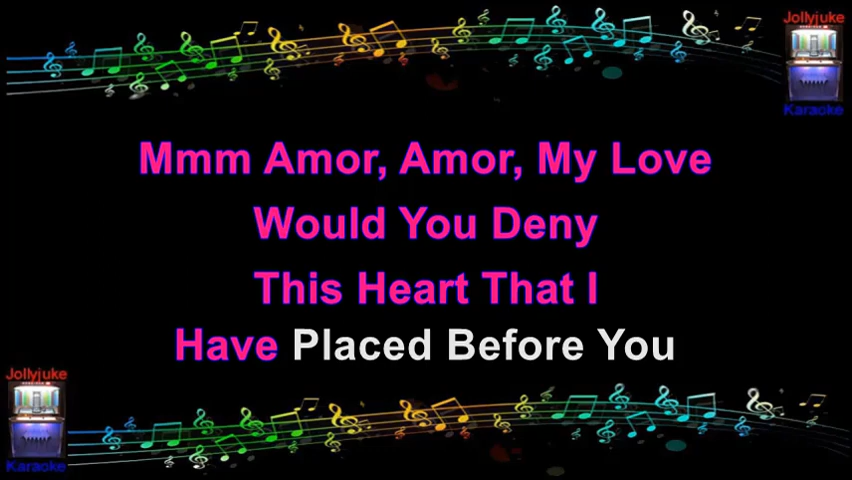 Jollyjuke
Karaoke
Mmm Amor, Amor, My Love
Would You Deny
This Heart That I
Have Placed Before You
Jollyjuke
Karaoke